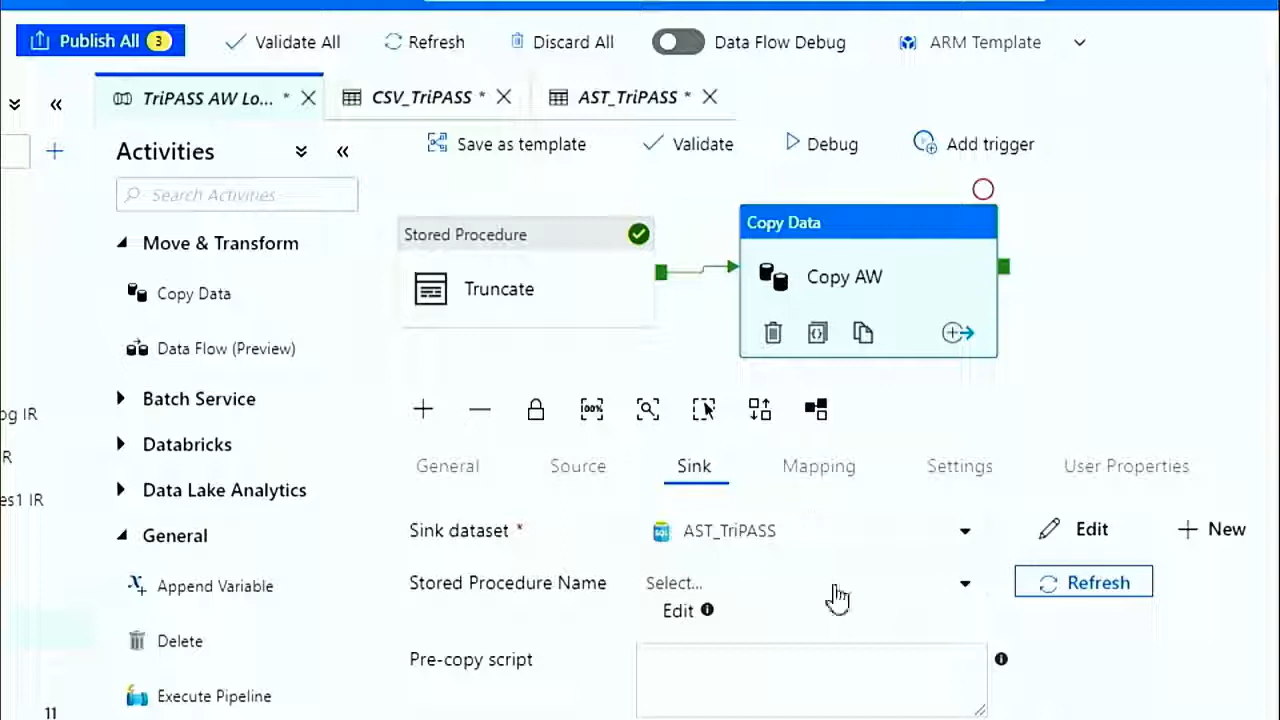 Publish All 3 Validate All Refresh Discard All Data Flow Debug ARM Template
TriPASS AW Lo... * CSV_TriPASS * AST_TriPASS *
Activities
Save as template Validate Debug Add trigger
Search Activities
Move & Transform
Copy Data
Data Flow (Preview)
Batch Service
Databricks
Data Lake Analytics
General
Append Variable
Delete
Execute Pipeline
og IR
R
es1 IR
11
Stored Procedure
Truncate
Copy Data
Copy AW
100%
General Source Sink Mapping Settings User Properties
Sink dataset * AST_TriPASS Edit New
Stored Procedure Name Select... Refresh
Edit
Pre-copy script